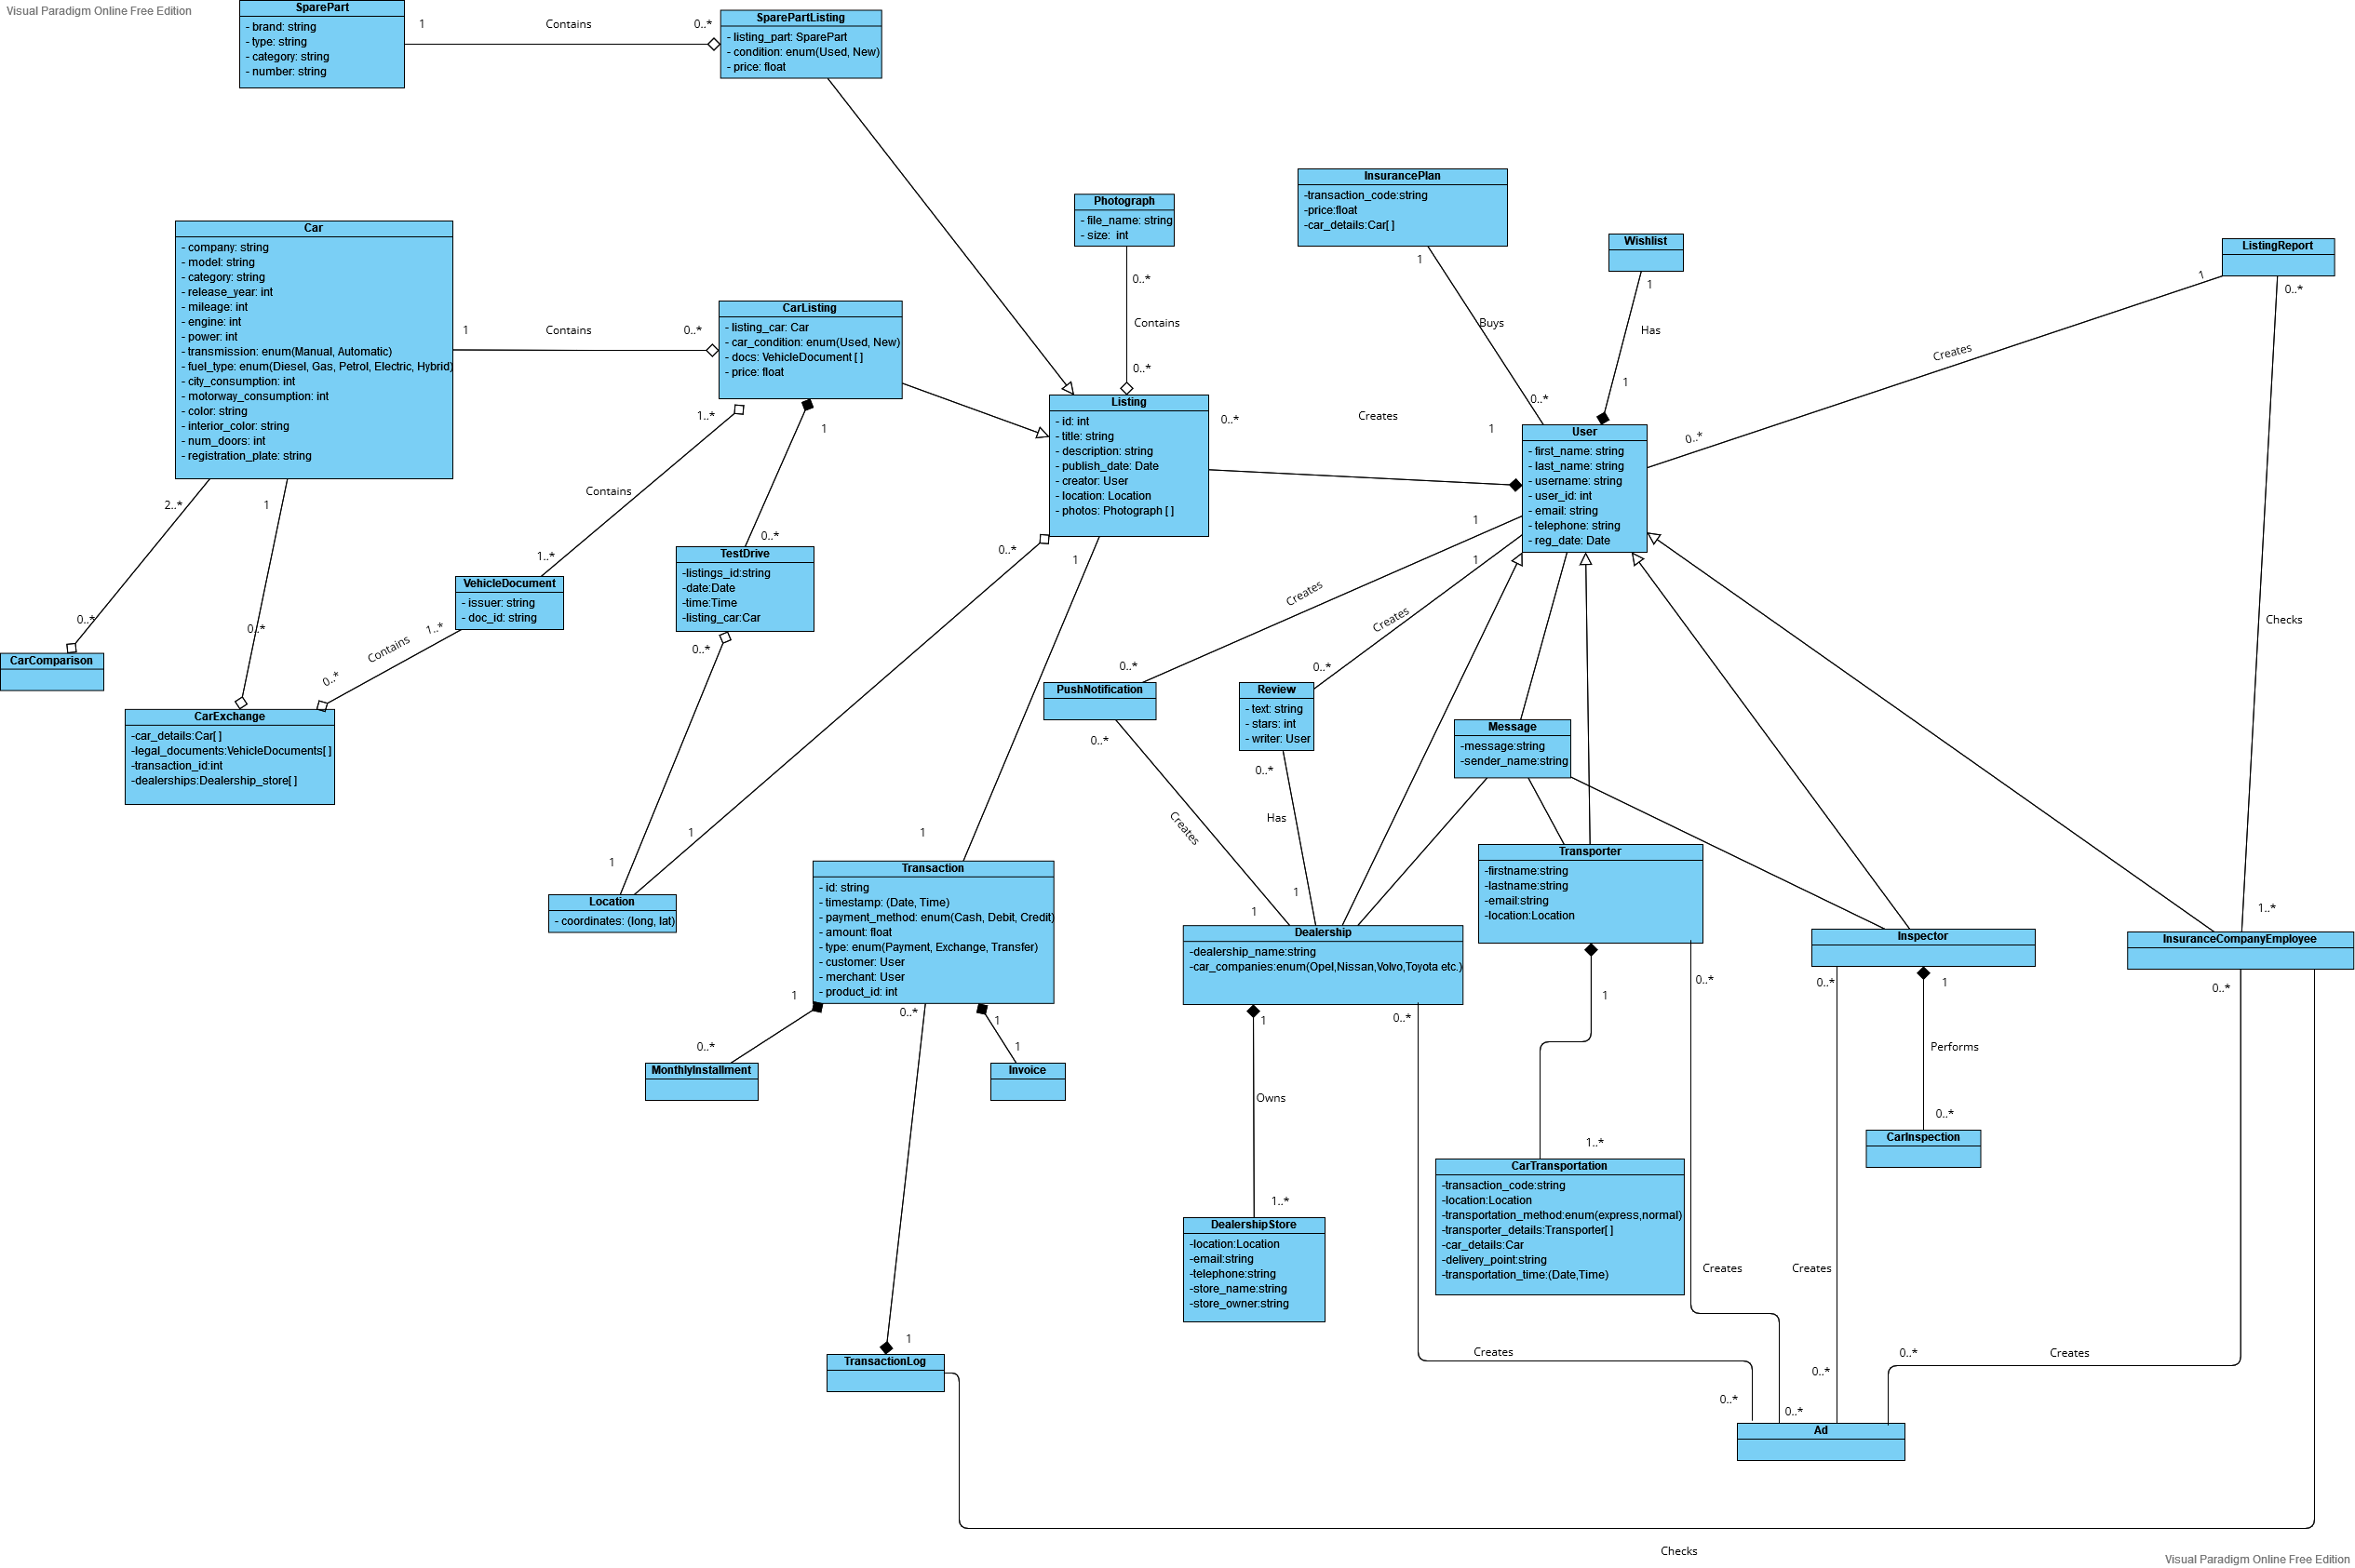 Visual Paradigm Online Free Edition
SparePart
- brand: string
- type: string
- category: string
- number: string
1
Contains
0..*
SparePartListing
- listing_part: SparePart
- condition: enum(Used, New)
- price: float
Photograph
- file_name: string
- size:  int
0..*
Contains
0..*
InsurancePlan
-transaction_code:string
-price:float
-car_details:Car[ ]
1
Buys
0..*
Wishlist
1
Has
1
ListingReport
1
0..*
Creates
0..*
Checks
1..*
Car
- company: string
- model: string
- category: string
- release_year: int
- mileage: int
- engine: int
- power: int
- transmission: enum(Manual, Automatic)
- fuel_type: enum(Diesel, Gas, Petrol, Electric, Hybrid)
- city_consumption: int
- motorway_consumption: int
- color: string
- interior_color: string
- num_doors: int
- registration_plate: string
1
Contains
0..*
CarListing
- listing_car: Car
- car_condition: enum(Used, New)
- docs: VehicleDocument [ ]
- price: float
1..*
Contains
1..*
1
0..*
Listing
- id: int
- title: string
- description: string
- publish_date: Date
- creator: User
- location: Location
- photos: Photograph [ ]
0..*
Creates
1
User
- first_name: string
- last_name: string
- username: string
- user_id: int
- email: string
- telephone: string
- reg_date: Date
2..*
0..*
1
0..*
VehicleDocument
- issuer: string
- doc_id: string
1..*
Contains
0..*
CarComparison
CarExchange
-car_details:Car[ ]
-legal_documents:VehicleDocuments[ ]
-transaction_id:int
-dealerships:Dealership_store[ ]
TestDrive
-listings_id:string
-date:Date
-time:Time
-listing_car:Car
0..*
1
0..*
1
1
1
1
Creates
0..*
1
Creates
0..*
PushNotification
0..*
Creates
1
Review
- text: string
- stars: int
- writer: User
0..*
Has
1
Message
-message:string
-sender_name:string
Location
- coordinates: (long, lat)
Transaction
- id: string
- timestamp: (Date, Time)
- payment_method: enum(Cash, Debit, Credit)
- amount: float
- type: enum(Payment, Exchange, Transfer)
- customer: User
- merchant: User
- product_id: int
1
0..*
0..*
1
1
MonthlyInstallment
Invoice
Dealership
-dealership_name:string
-car_companies:enum(Opel,Nissan,Volvo,Toyota etc.)
1
Owns
1..*
0..*
Transporter
-firstname:string
-lastname:string
-email:string
-location:Location
1
1..*
0..*
Inspector
0..*
1
Performs
0..*
CarInspection
InsuranceCompanyEmployee
0..*
DealershipStore
-location:Location
-email:string
-telephone:string
-store_name:string
-store_owner:string
CarTransportation
-transaction_code:string
-location:Location
-transportation_method:enum(express,normal)
-transporter_details:Transporter[ ]
-car_details:Car
-delivery_point:string
-transportation_time:(Date,Time)
Creates
Creates
1
TransactionLog
Creates
0..*
0..*
0..*
0..*
Creates
Ad
Checks
Visual Paradigm Online Free Edition